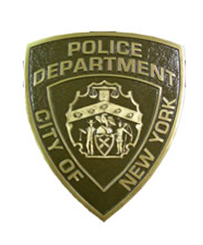 POLICE
DEPARTMENT
CITY OF
NEW YORK